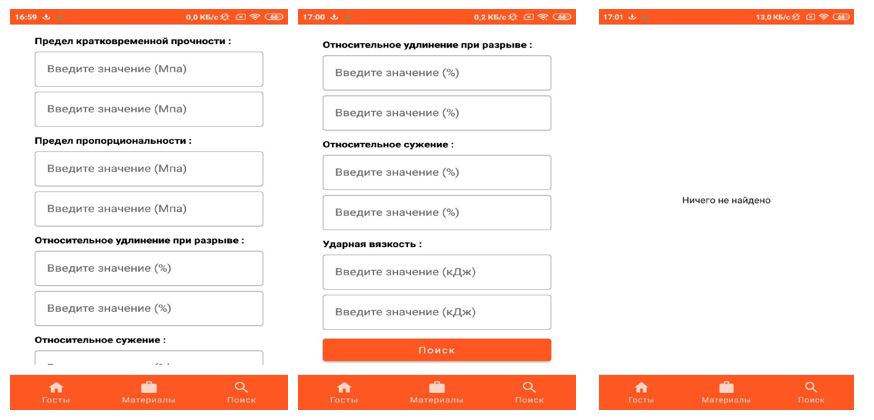 16:59
0,0 КБ/с
Предел кратковременной прочности :
Введите значение (Мпа)
Введите значение (Мпа)
Предел пропорциональности :
Введите значение (Мпа)
Введите значение (Мпа)
Относительное удлинение при разрыве :
Введите значение (%)
Введите значение (%)
Относительное сужение :
Госты
Материалы
Поиск
17:00
0,2 КБ/с
Относительное удлинение при разрыве :
Введите значение (%)
Введите значение (%)
Относительное сужение :
Введите значение (%)
Введите значение (%)
Ударная вязкость :
Введите значение (кДж)
Введите значение (кДж)
Поиск
Госты
Материалы
Поиск
17:01
13,0 КБ/с
Ничего не найдено
Госты
Материалы
Поиск